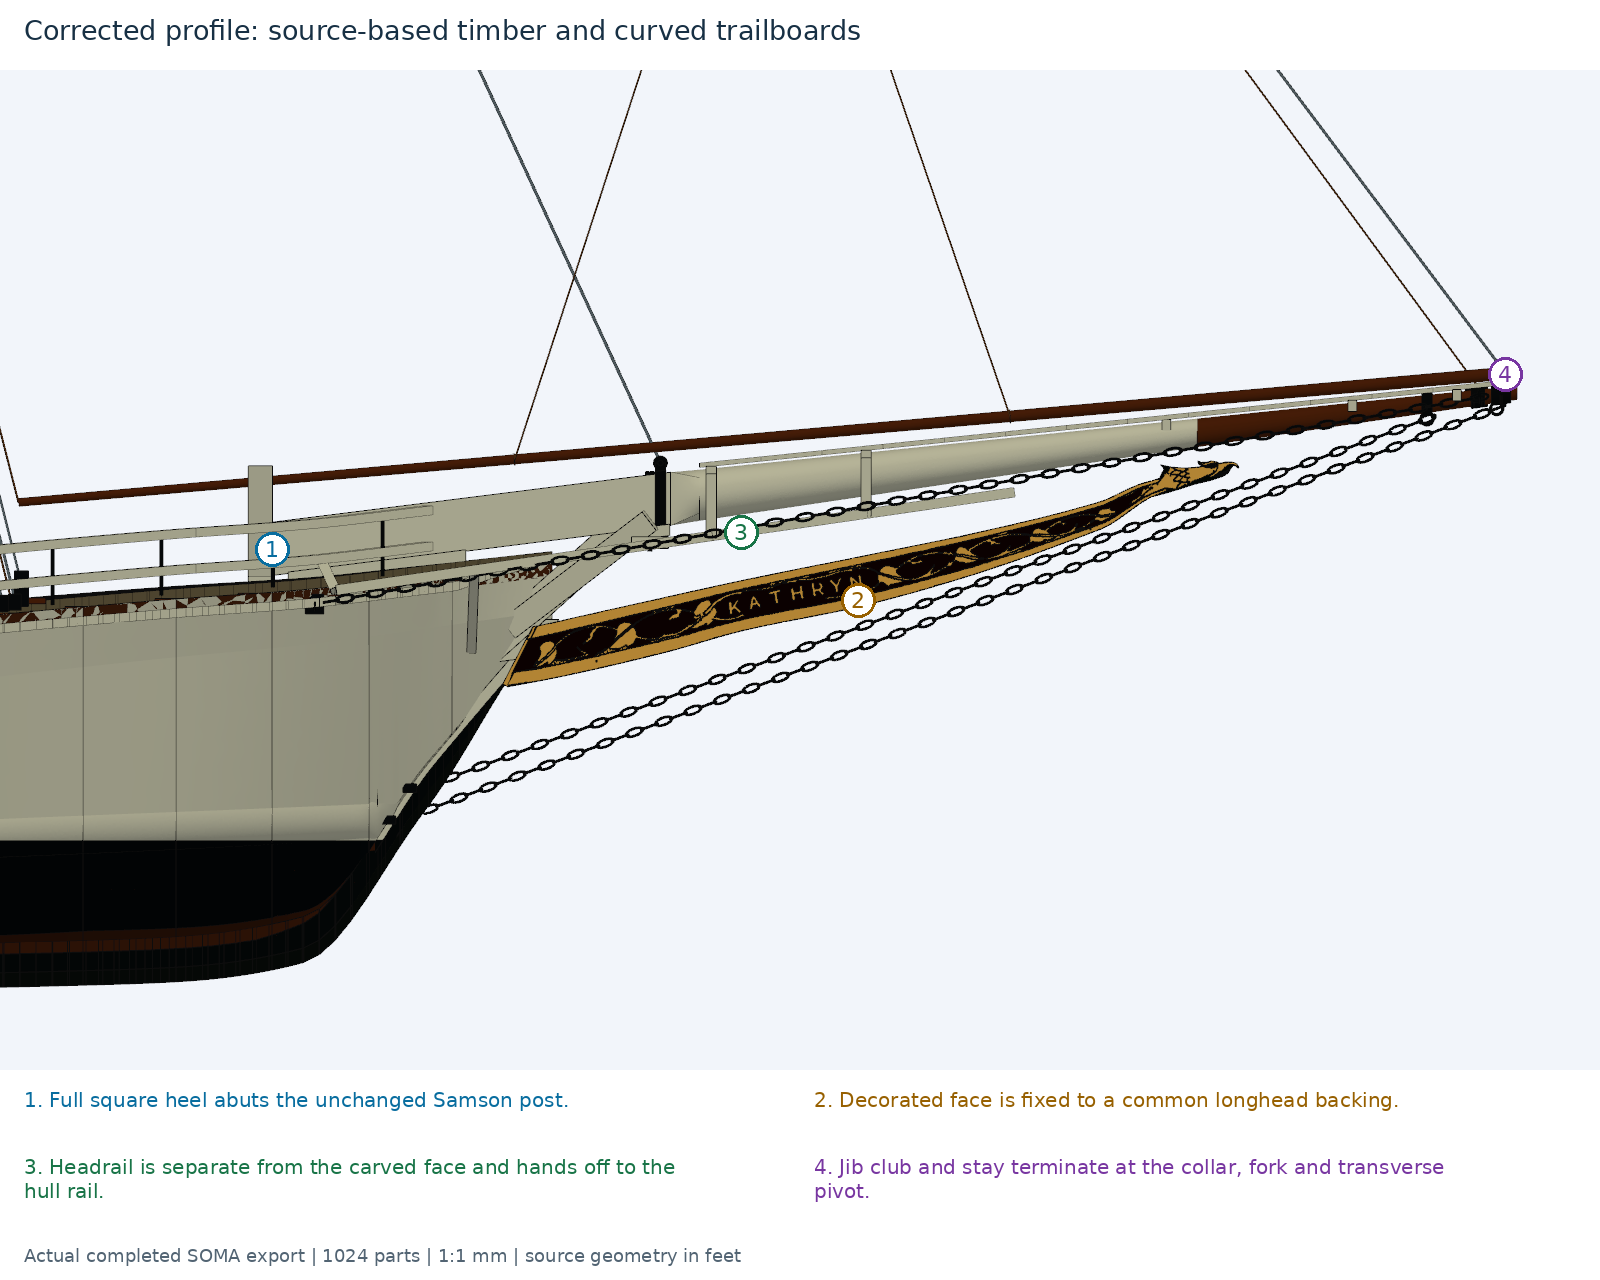 Corrected profile: source-based timber and curved trailboards
4
1
3
KATHRYN
2
1. Full square heel abuts the unchanged Samson post.
2. Decorated face is fixed to a common longhead backing.
3. Headrail is separate from the carved face and hands off to the
hull rail.
4. Jib club and stay terminate at the collar, fork and transverse
pivot.
Actual completed SOMA export | 1024 parts | 1:1 mm | source geometry in feet